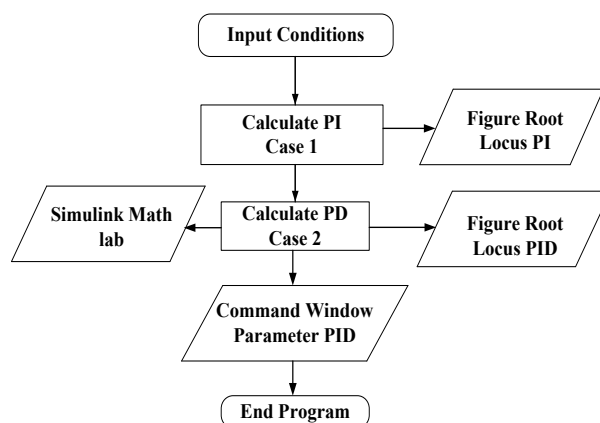 Input Conditions
Calculate PI
Case 1
Figure Root
Locus PI
Simulink Math
lab
Calculate PD
Case 2
Figure Root
Locus PID
Command Window
Parameter PID
End Program